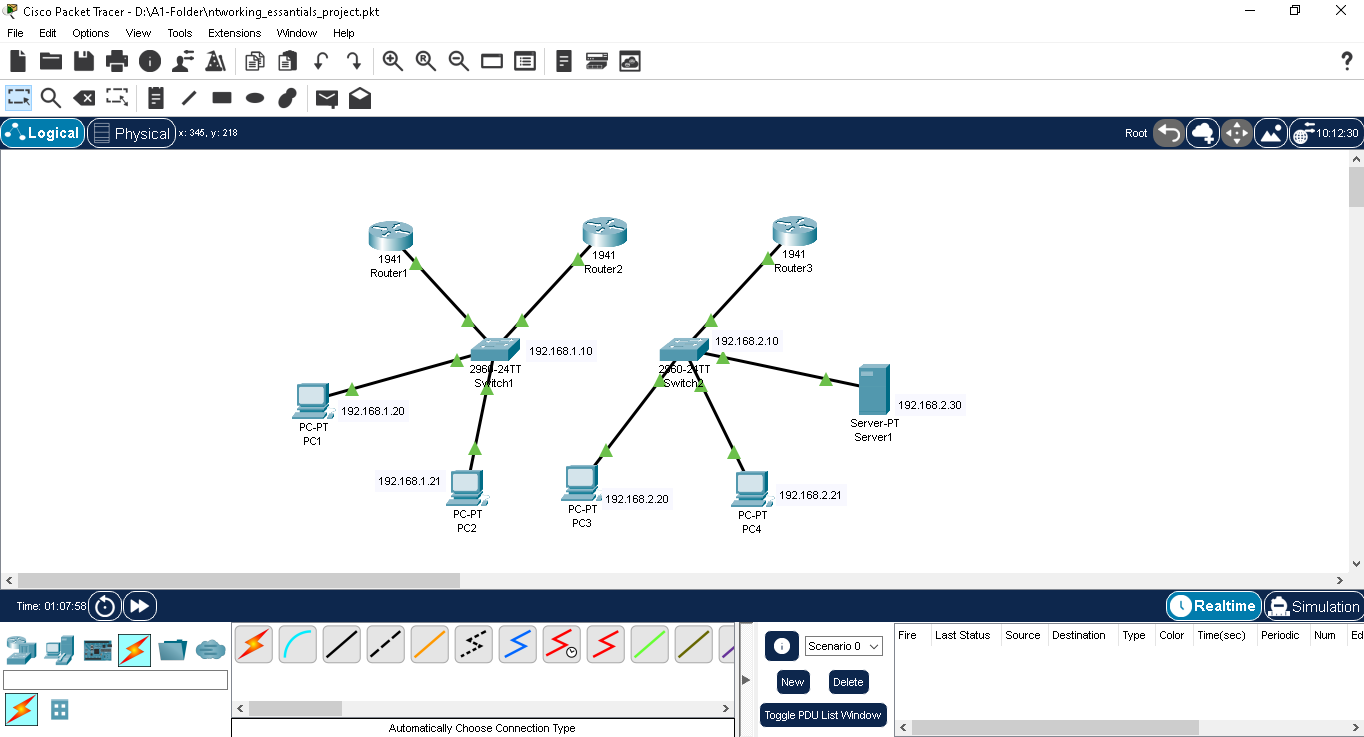 Cisco Packet Tracer - D:\A1-Folder\ntworking_essantials_project.pkt
File Edit Options View Tools Extensions Window Help
?
Logical Physical x: 345, y: 218 Root 10:12:30
1941
Router1
1941
Router2
1941
Router3
2960-24TT
Switch1
192.168.1.10
2960-24TT
Switch2
192.168.2.10
PC-PT
PC1
192.168.1.20
Server-PT
Server1
192.168.2.30
192.168.1.21
PC-PT
PC2
PC-PT
PC3
192.168.2.20
PC-PT
PC4
192.168.2.21
Time: 01:07:58 Realtime Simulation
Scenario 0
New Delete
Toggle PDU List Window
Fire Last Status Source Destination Type Color Time(sec) Periodic Num Ed
Automatically Choose Connection Type